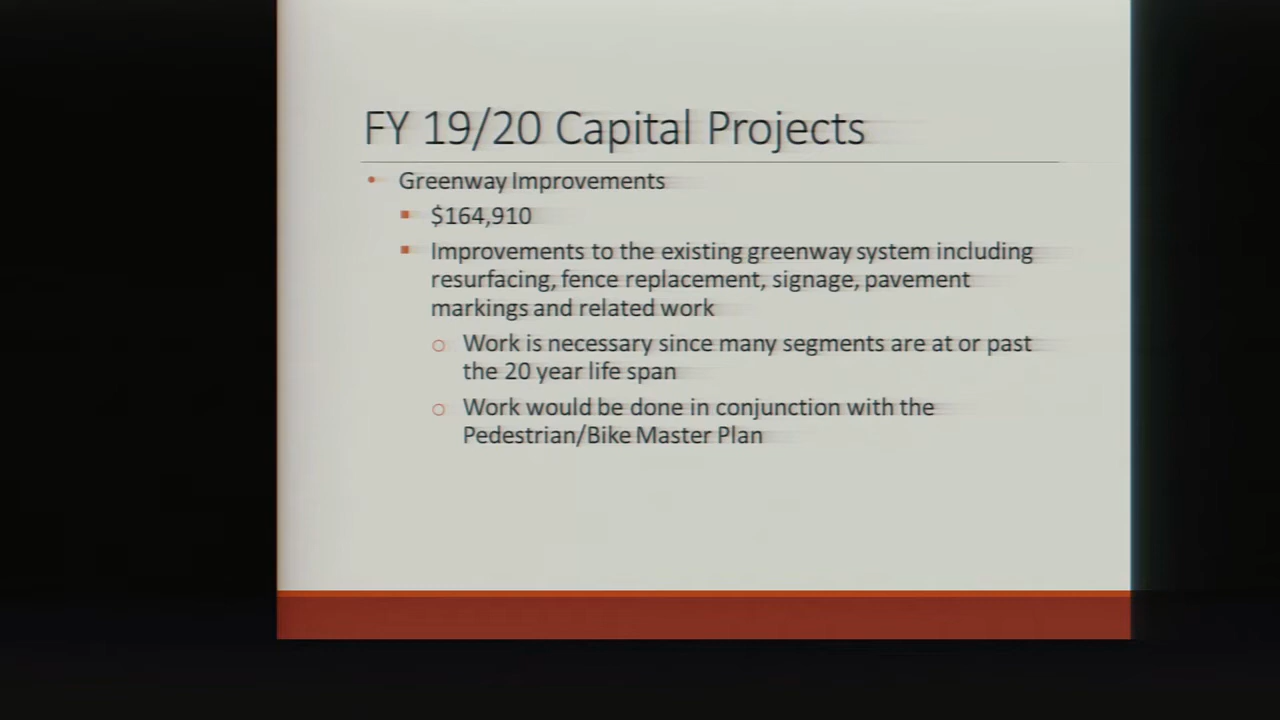 FY 19/20 Capital Projects
• Greenway Improvements
▪ $164,910
▪ Improvements to the existing greenway system including
resurfacing, fence replacement, signage, pavement
markings and related work
o Work is necessary since many segments are at or past
the 20 year life span
o Work would be done in conjunction with the
Pedestrian/Bike Master Plan